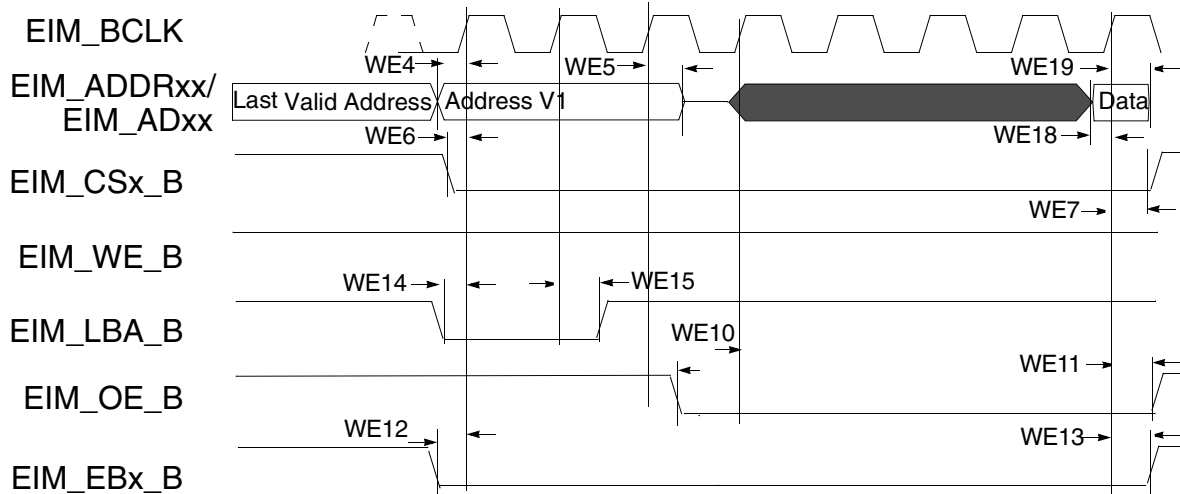 EIM_BCLK
WE4
WE5
WE19
EIM_ADDRxx/
EIM_ADxx
Last Valid Address
Address V1
Data
WE6
WE18
EIM_CSx_B
WE7
EIM_WE_B
WE14
WE15
EIM_LBA_B
WE10
WE11
EIM_OE_B
WE12
WE13
EIM_EBx_B